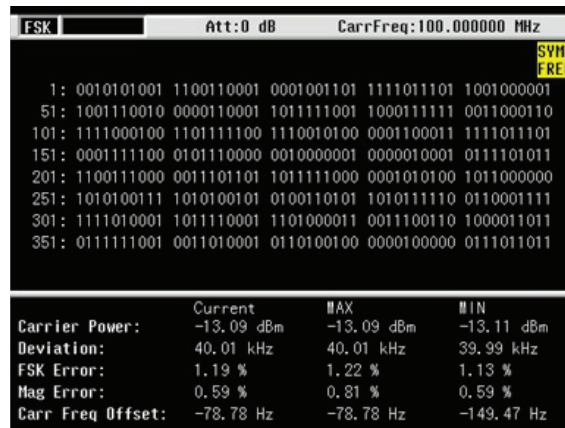 FSK Att:0 dB CarrFreq:100.000000 MHz
SYM
FRE
1: 0010101001 1100110001 0001001101 1111011101 1001000001
51: 1001110010 0000110001 1011111001 1000111111 0011000110
101: 1111000100 1101111100 1110010100 0001100011 1111011101
151: 0001111100 0101110000 0010000001 0000010001 0111101011
201: 1100111000 0011101101 1011111000 0001010100 1011000000
251: 1010100111 1010100101 0100110101 1010111110 0110001111
301: 1111010001 1011110001 1101000011 0011100110 1000011011
351: 0111111001 0011010001 0110100100 0000100000 0111011011
Current MAX MIN
Carrier Power: -13.09 dBm -13.09 dBm -13.11 dBm
Deviation: 40.01 kHz 40.01 kHz 39.99 kHz
FSK Error: 1.19 % 1.22 % 1.13 %
Mag Error: 0.59 % 0.81 % 0.59 %
Carr Freq Offset: -78.78 Hz -78.78 Hz -149.47 Hz